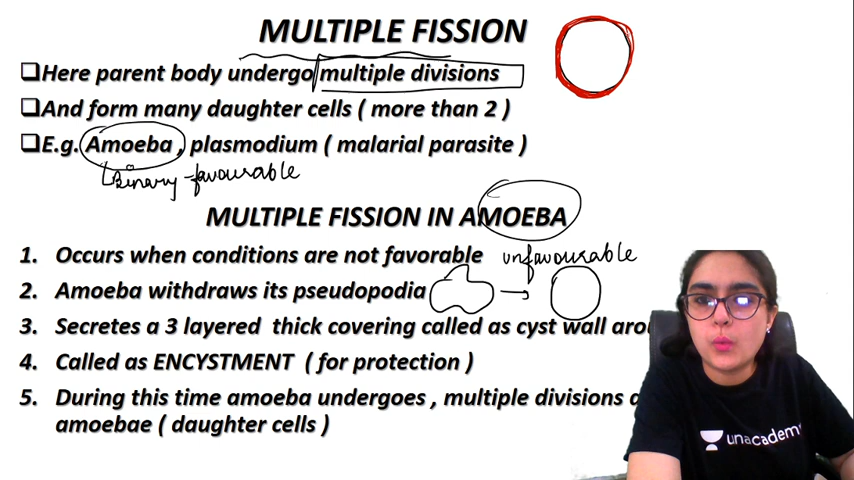 MULTIPLE FISSION
❑Here parent body undergo multiple divisions
❑And form many daughter cells ( more than 2 )
❑E.g. Amoeba , plasmodium ( malarial parasite )
Binary - favourable
MULTIPLE FISSION IN AMOEBA
1. Occurs when conditions are not favorable unfavourable
2. Amoeba withdraws its pseudopodia
3. Secretes a 3 layered thick covering called as cyst wall
4. Called as ENCYSTMENT ( for protection )
5. During this time amoeba undergoes , multiple divisions
amoebae ( daughter cells )
unacademy